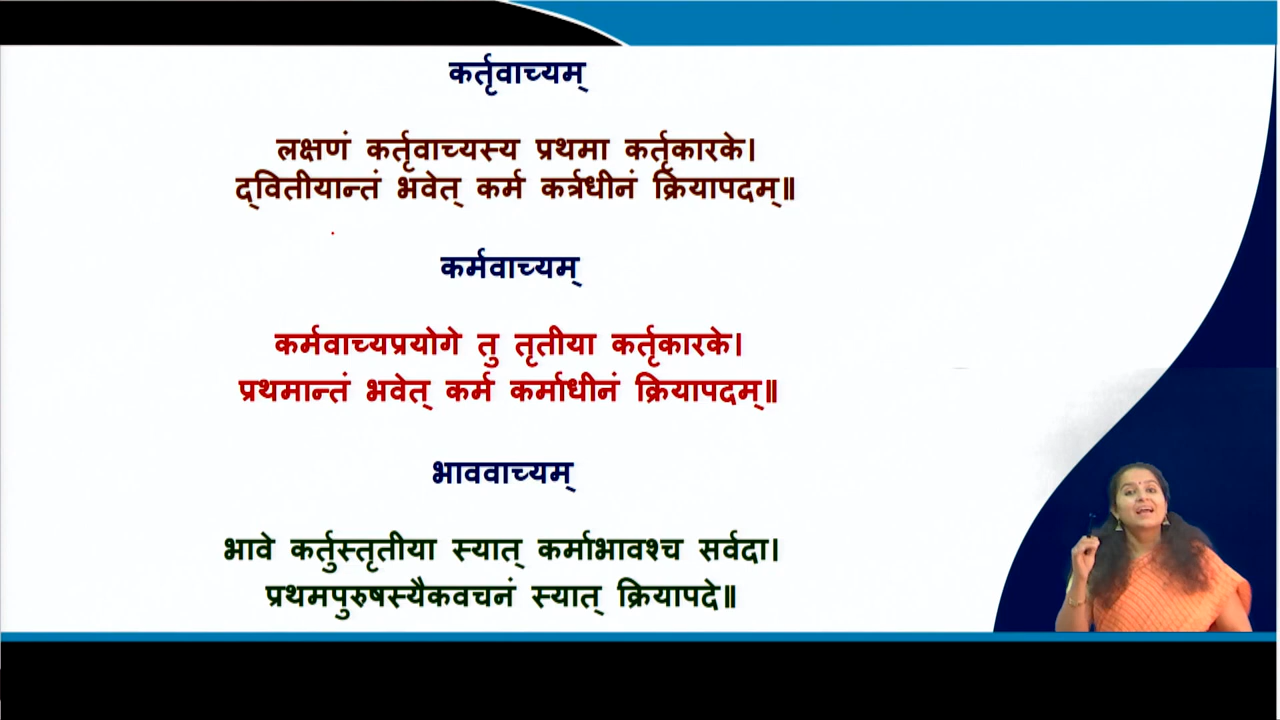 कर्तृवाच्यम्
लक्षणं कर्तृवाच्यस्य प्रथमा कर्तृकारके।
द्‌वितीयान्तं भवेत् कर्म कर्त्रधीनं क्रियापदम्॥
कर्मवाच्यम्
कर्मवाच्यप्रयोगे तु तृतीया कर्तृकारके।
प्रथमान्तं भवेत् कर्म कर्माधीनं क्रियापदम्॥
भाववाच्यम्
भावे कर्तुस्तृतीया स्यात् कर्माभावश्च सर्वदा।
प्रथमपुरुषस्यैकवचनं स्यात् क्रियापदे॥